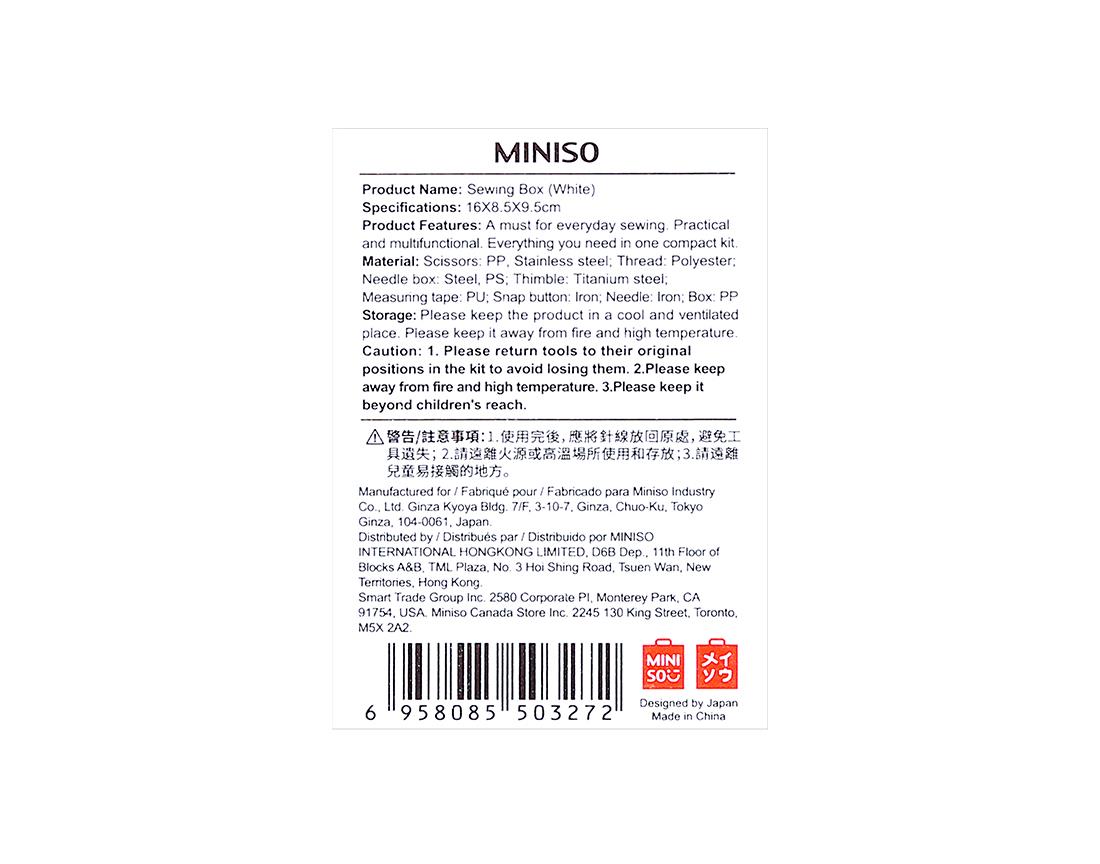 MINISO
Product Name: Sewing Box (White)
Specifications: 16X8.5X9.5cm
Product Features: A must for everyday sewing. Practical
and multifunctional. Everything you need in one compact kit.
Material: Scissors: PP, Stainless steel; Thread: Polyester;
Needle box: Steel, PS; Thimble: Titanium steel;
Measuring tape: PU; Snap button: Iron; Needle: Iron; Box: PP
Storage: Please keep the product in a cool and ventilated
place. Please keep it away from fire and high temperature.
Caution: 1. Please return tools to their original
positions in the kit to avoid losing them. 2.Please keep
away from fire and high temperature. 3.Please keep it
beyond children's reach.
⚠警告/註意事項:1.使用完後,應將針線放回原處,避免工
具遺失; 2.請遠離火源或高溫場所使用和存放;3.請遠離
兒童易接觸的地方。
Manufactured for / Fabriqué pour / Fabricado para Miniso Industry
Co., Ltd. Ginza Kyoya Bldg. 7/F, 3-10-7, Ginza, Chuo-Ku, Tokyo
Ginza, 104-0061, Japan.
Distributed by / Distribués par / Distribuido por MINISO
INTERNATIONAL HONGKONG LIMITED, D6B Dep., 11th Floor of
Blocks A&B, TML Plaza, No. 3 Hoi Shing Road, Tsuen Wan, New
Territories, Hong Kong.
Smart Trade Group Inc. 2580 Corporate Pl, Monterey Park, CA
91754, USA. Miniso Canada Store Inc. 2245 130 King Street, Toronto,
M5X 2A2.
MINI
SO
メイ
ソウ
Designed by Japan
Made in China
6 958085 503272